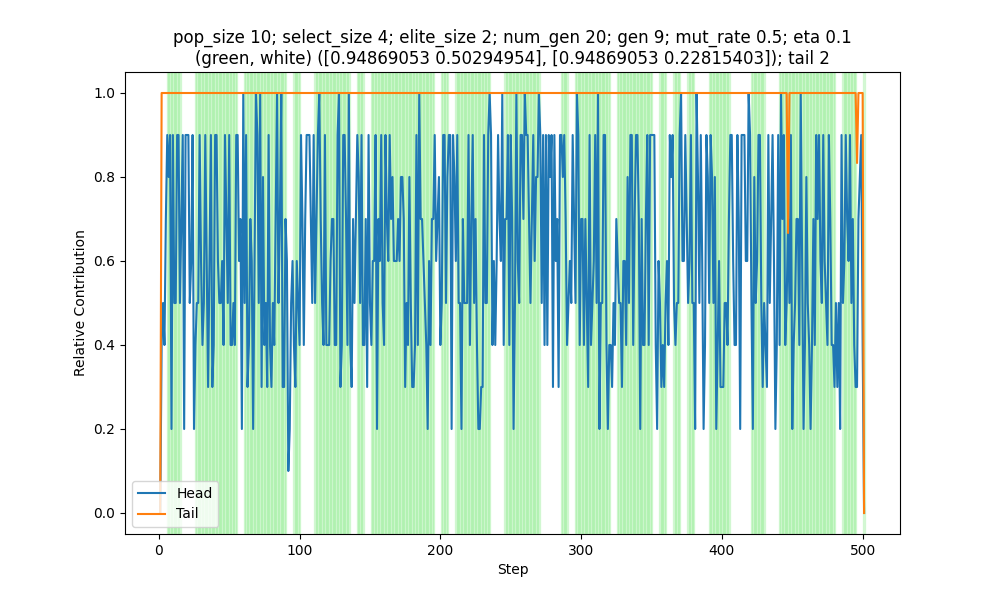 pop_size 10; select_size 4; elite_size 2; num_gen 20; gen 9; mut_rate 0.5; eta 0.1
(green, white) ([0.94869053 0.50294954], [0.94869053 0.22815403]); tail 2
1.0
0.8
0.6
0.4
0.2
0.0
Relative Contribution
Head
Tail
0 100 200 300 400 500
Step